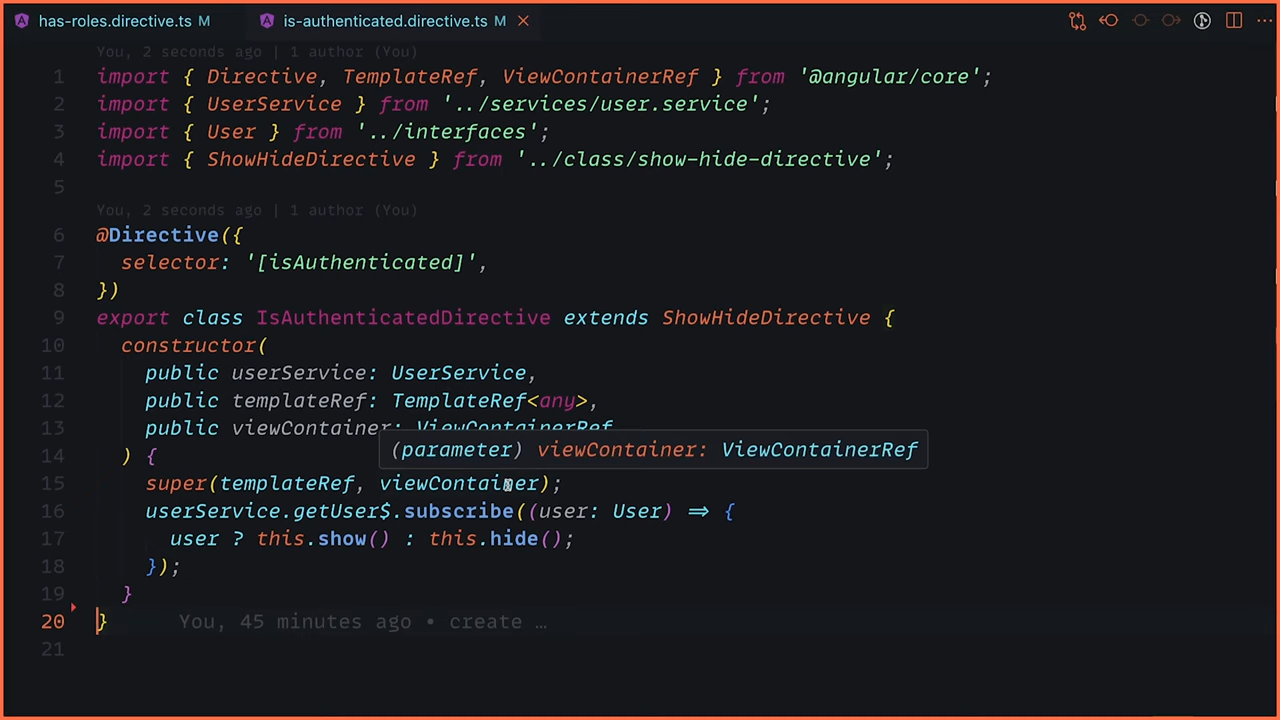 has-roles.directive.ts M
is-authenticated.directive.ts M
You, 2 seconds ago | 1 author (You)
1 import { Directive, TemplateRef, ViewContainerRef } from '@angular/core';
2 import { UserService } from '../services/user.service';
3 import { User } from '../interfaces';
4 import { ShowHideDirective } from '../class/show-hide-directive';
5
You, 2 seconds ago | 1 author (You)
6 @Directive({
7 selector: '[isAuthenticated]',
8 })
9 export class IsAuthenticatedDirective extends ShowHideDirective {
10 constructor(
11 public userService: UserService,
12 public templateRef: TemplateRef<any>,
13 public viewContainer: ViewContainerRef
(parameter) viewContainer: ViewContainerRef
14 ) {
15 super(templateRef, viewContainer);
16 userService.getUser$.subscribe((user: User) => {
17 user ? this.show() : this.hide();
18 });
19 }
20 } You, 45 minutes ago • create …
21